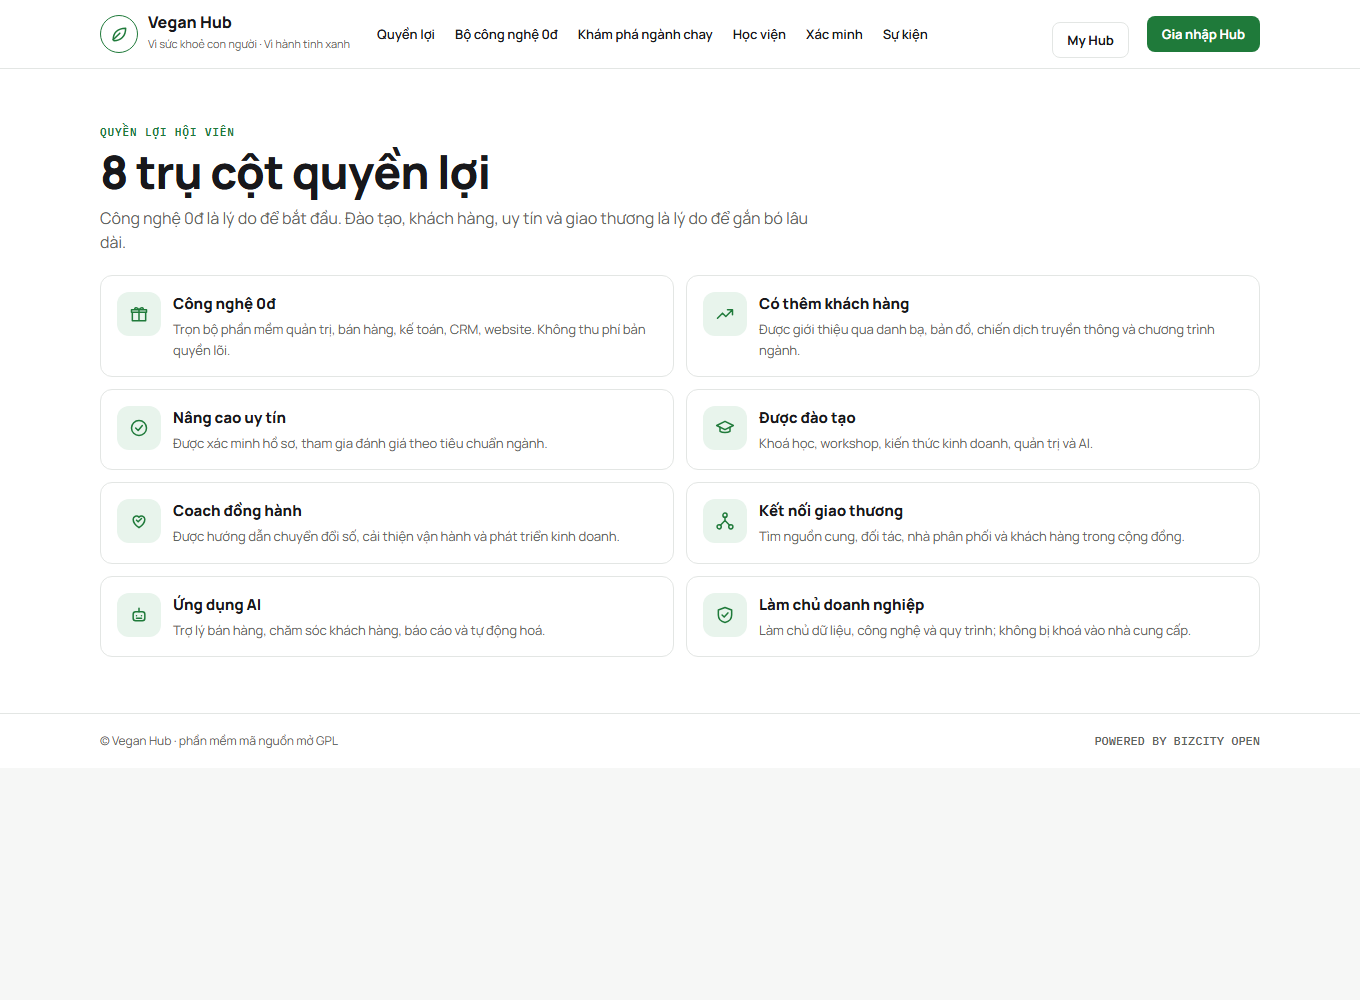 Vegan Hub
Vì sức khoẻ con người · Vì hành tinh xanh
Quyền lợi
Bộ công nghệ 0đ
Khám phá ngành chay
Học viện
Xác minh
Sự kiện
My Hub
Gia nhập Hub
QUYỀN LỢI HỘI VIÊN
8 trụ cột quyền lợi
Công nghệ 0đ là lý do để bắt đầu. Đào tạo, khách hàng, uy tín và giao thương là lý do để gắn bó lâu
dài.
Công nghệ 0đ
Trọn bộ phần mềm quản trị, bán hàng, kế toán, CRM, website. Không thu phí bản
quyền lõi.
Có thêm khách hàng
Được giới thiệu qua danh bạ, bản đồ, chiến dịch truyền thông và chương trình
ngành.
Nâng cao uy tín
Được xác minh hồ sơ, tham gia đánh giá theo tiêu chuẩn ngành.
Được đào tạo
Khoá học, workshop, kiến thức kinh doanh, quản trị và AI.
Coach đồng hành
Được hướng dẫn chuyển đổi số, cải thiện vận hành và phát triển kinh doanh.
Kết nối giao thương
Tìm nguồn cung, đối tác, nhà phân phối và khách hàng trong cộng đồng.
Ứng dụng AI
Trợ lý bán hàng, chăm sóc khách hàng, báo cáo và tự động hoá.
Làm chủ doanh nghiệp
Làm chủ dữ liệu, công nghệ và quy trình; không bị khoá vào nhà cung cấp.
© Vegan Hub · phần mềm mã nguồn mở GPL
POWERED BY BIZCITY OPEN